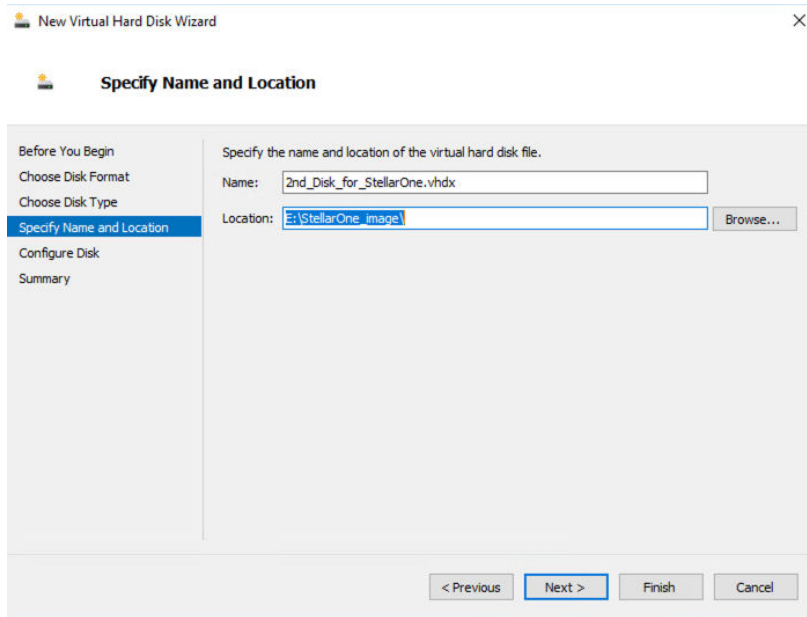 New Virtual Hard Disk Wizard
Specify Name and Location
Before You Begin
Choose Disk Format
Choose Disk Type
Specify Name and Location
Configure Disk
Summary
Specify the name and location of the virtual hard disk file.
Name: 2nd_Disk_for_StellarOne.vhdx
Location: E:\StellarOne_image\ Browse...
< Previous Next > Finish Cancel